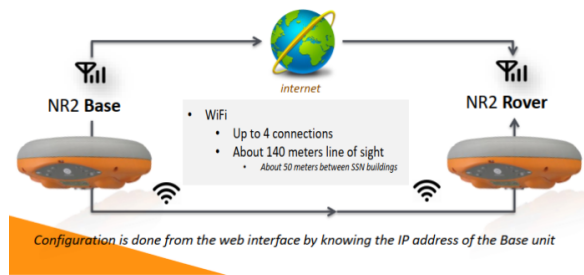 internet
NR2 Base
NR2 Rover
• WiFi
• Up to 4 connections
• About 140 meters line of sight
• About 50 meters between SSN buildings
Configuration is done from the web interface by knowing the IP address of the Base unit